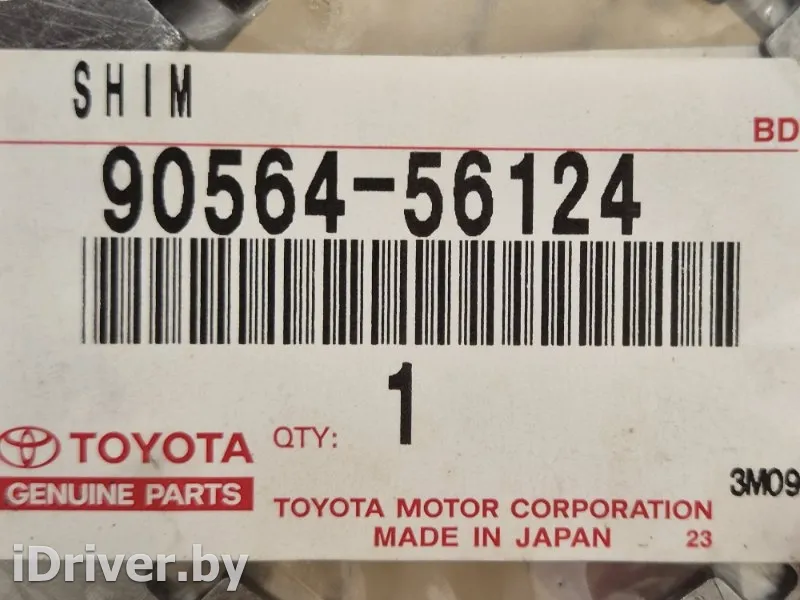 SHIM
BD
90564-56124
1
TOYOTA QTY:
GENUINE PARTS
3M09
TOYOTA MOTOR CORPORATION
MADE IN JAPAN 23
iDriver.by